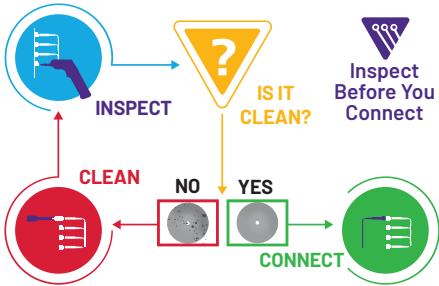 ?
INSPECT
IS IT
CLEAN?
Inspect
Before You
Connect
CLEAN
NO
YES
CONNECT